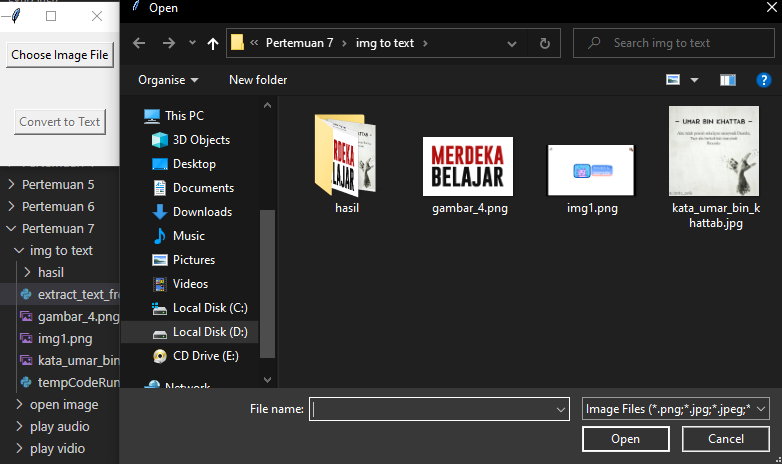 Open
Choose Image File
Convert to Text
Pertemuan 5
Pertemuan 6
Pertemuan 7
img to text
hasil
extract_text_fr
gambar_4.png
img1.png
kata_umar_bin
tempCodeRun
open image
play audio
play vidio
« Pertemuan 7 › img to text ›
Search img to text
Organise
New folder
This PC
3D Objects
Desktop
Documents
Downloads
Music
Pictures
Videos
Local Disk (C:)
Local Disk (D:)
CD Drive (E:)
Network
MERDEKA
BELAJAR
hasil
MERDEKA
BELAJAR
gambar_4.png
img1.png
UMAR BIN KHATTAB
kata_umar_bin_k
hattab.jpg
File name:
Image Files (*.png;*.jpg;*.jpeg;*
Open
Cancel